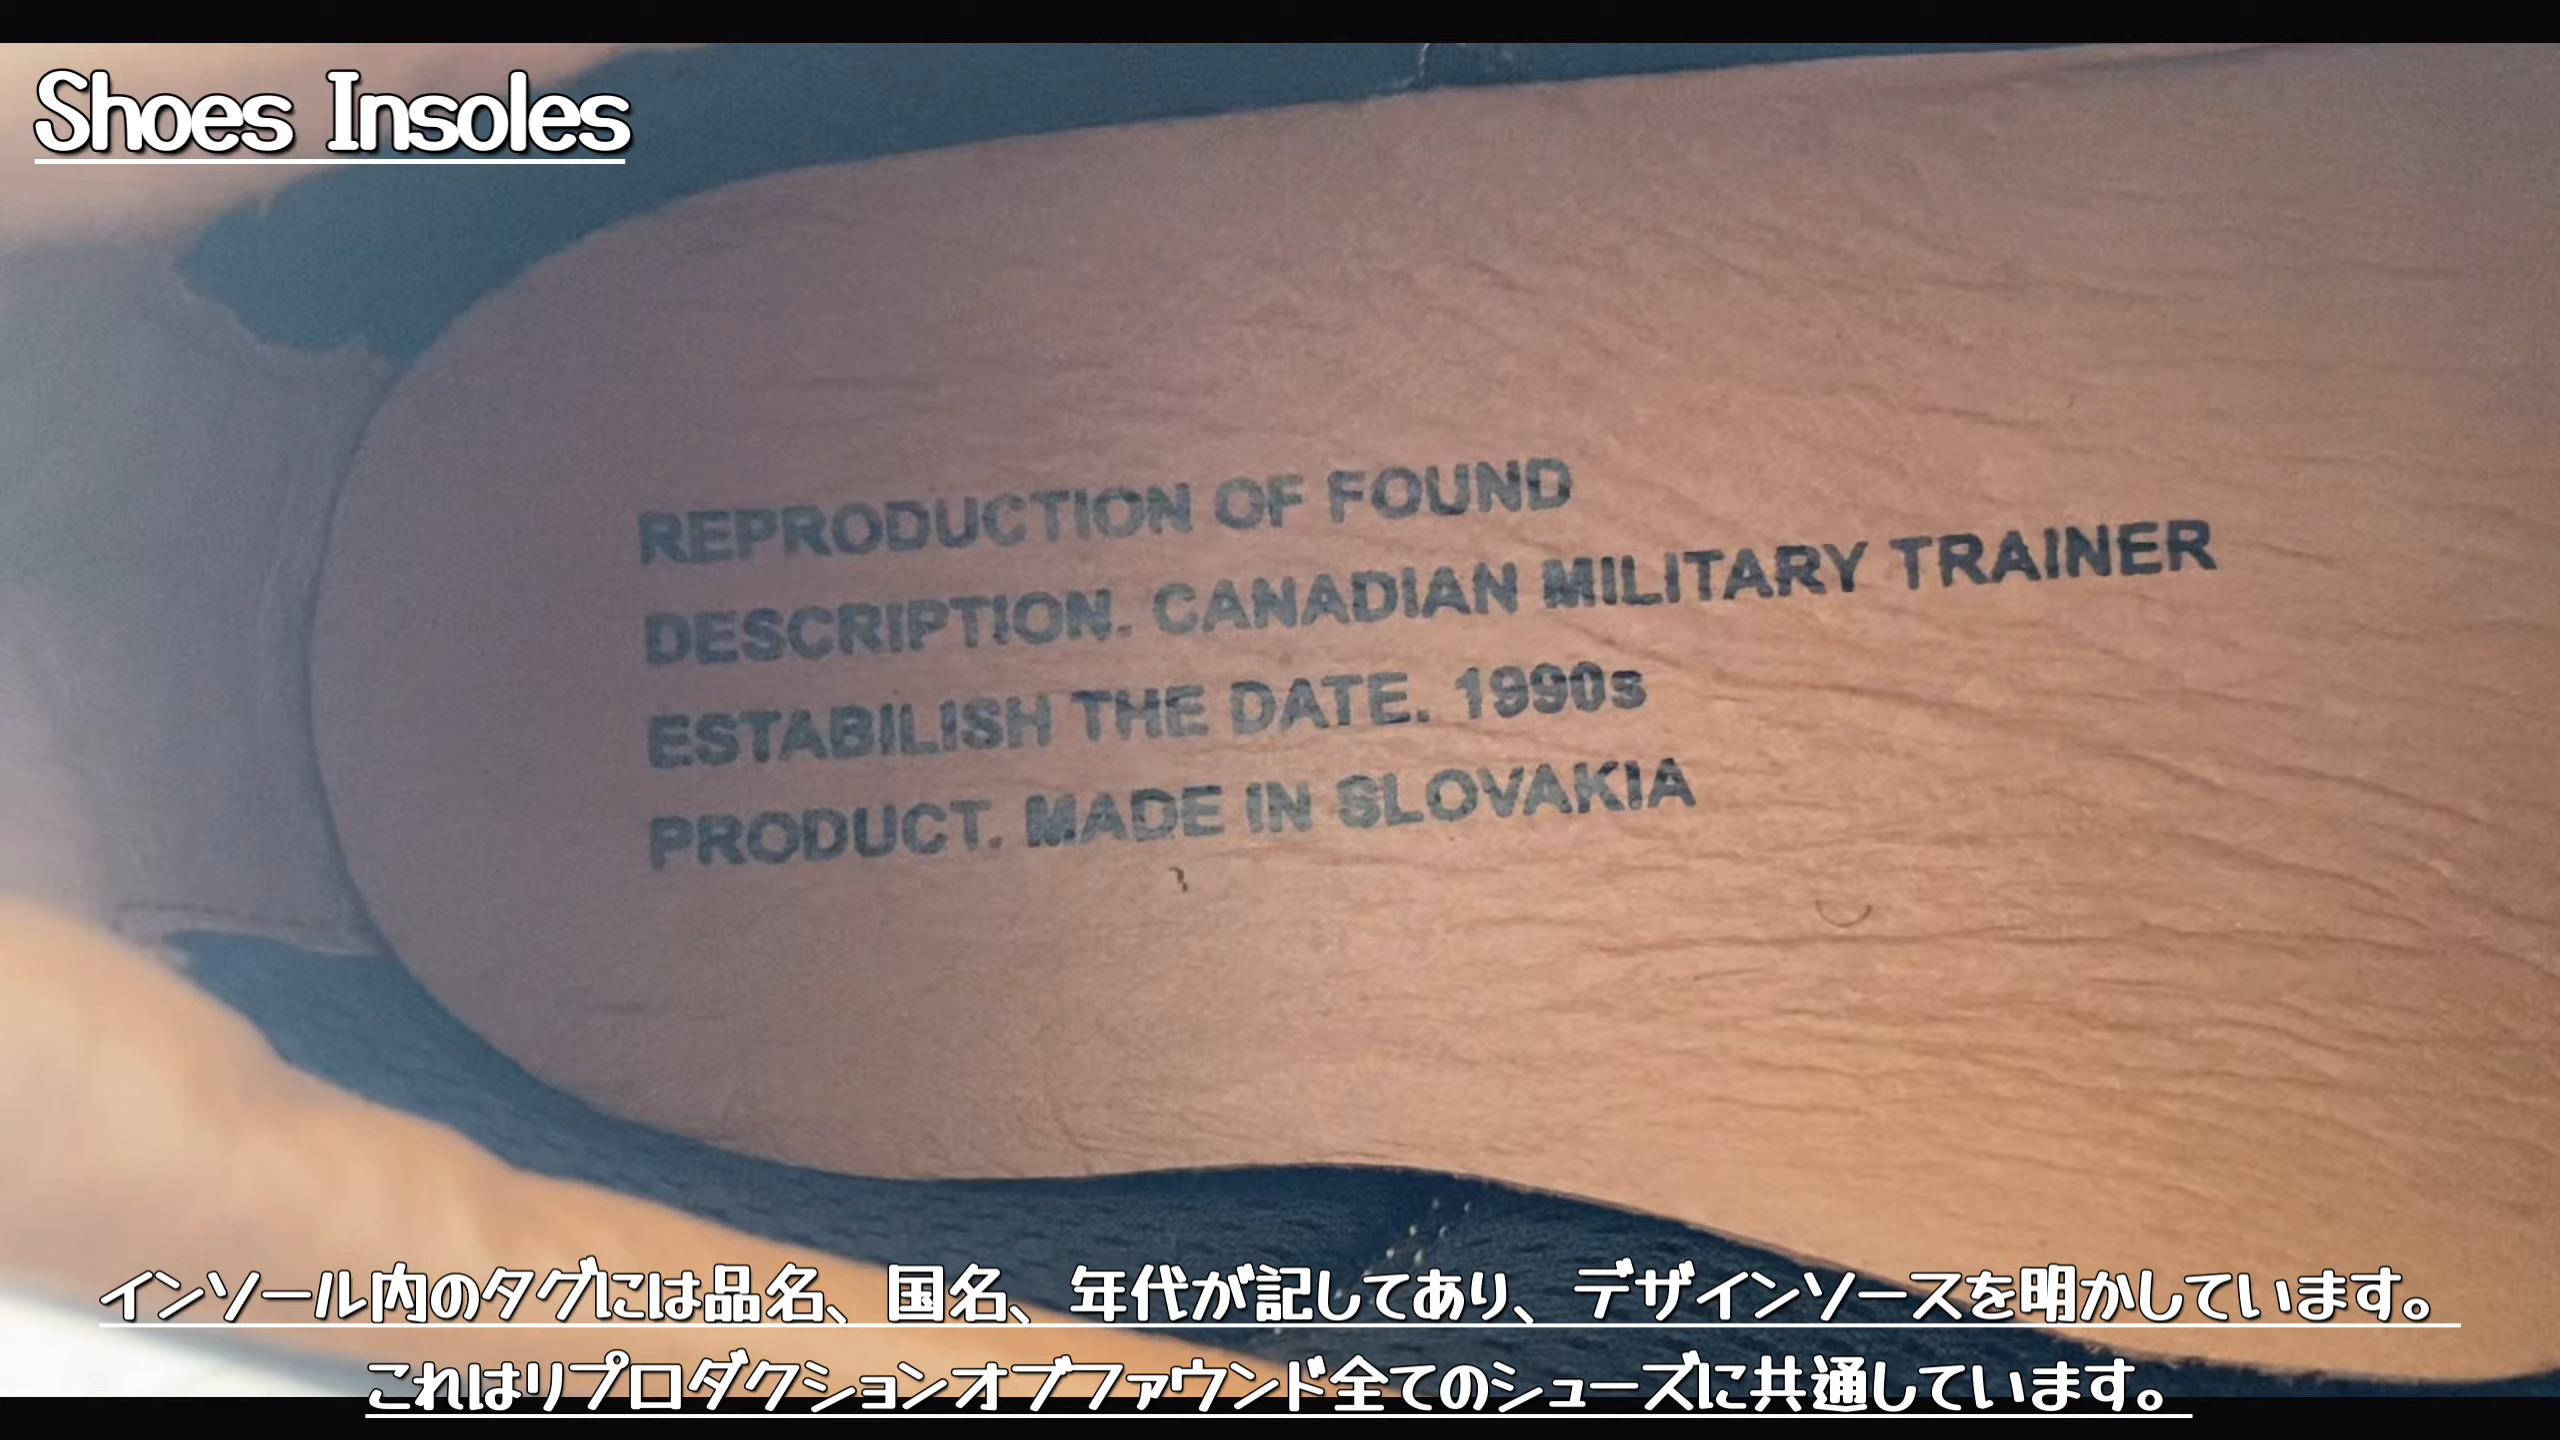 Shoes Insoles
REPRODUCTION OF FOUND
DESCRIPTION. CANADIAN MILITARY TRAINER
ESTABILISH THE DATE. 1990s
PRODUCT. MADE IN SLOVAKIA
インソール内のタグには品名、国名、年代が記してあり、デザインソースを明かしています。
これはリプロダクションオブファウンド全てのシューズに共通しています。